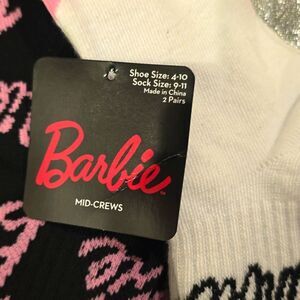 Shoe Size: 4-10
Sock Size: 9-11
Made in China
2 Pairs
Barbie
MID-CREWS